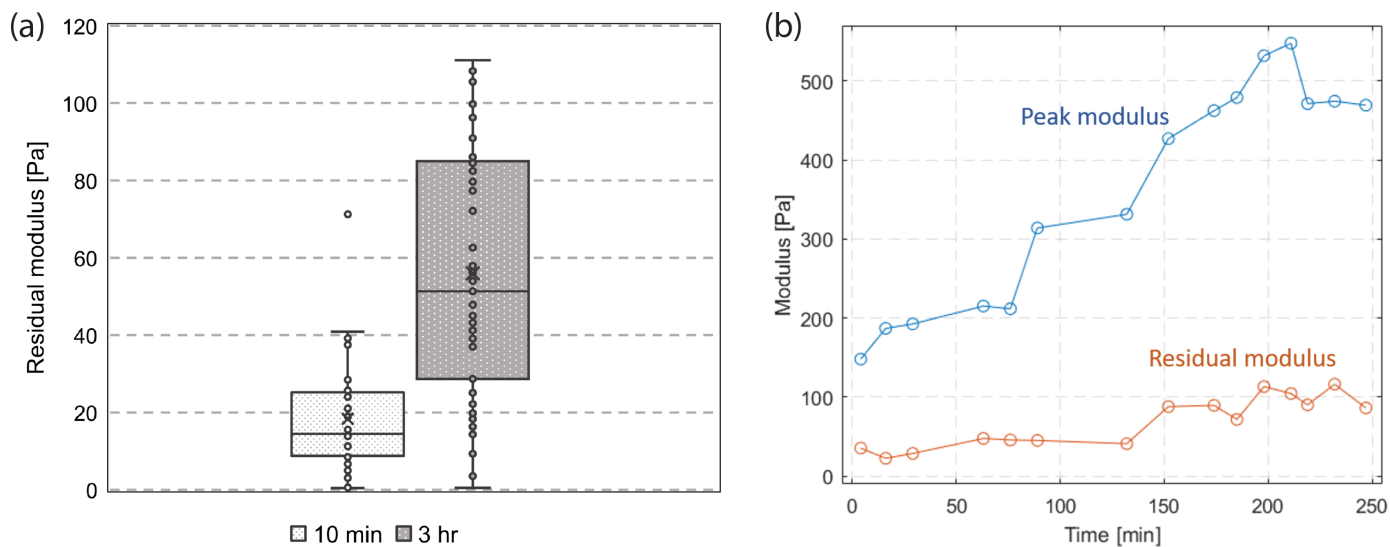 (a)
120
100
80
60
40
20
0
Residual modulus [Pa]
10 min 3 hr
(b)
500
400
300
200
100
0
Modulus [Pa]
Peak modulus
Residual modulus
0 50 100 150 200 250
Time [min]